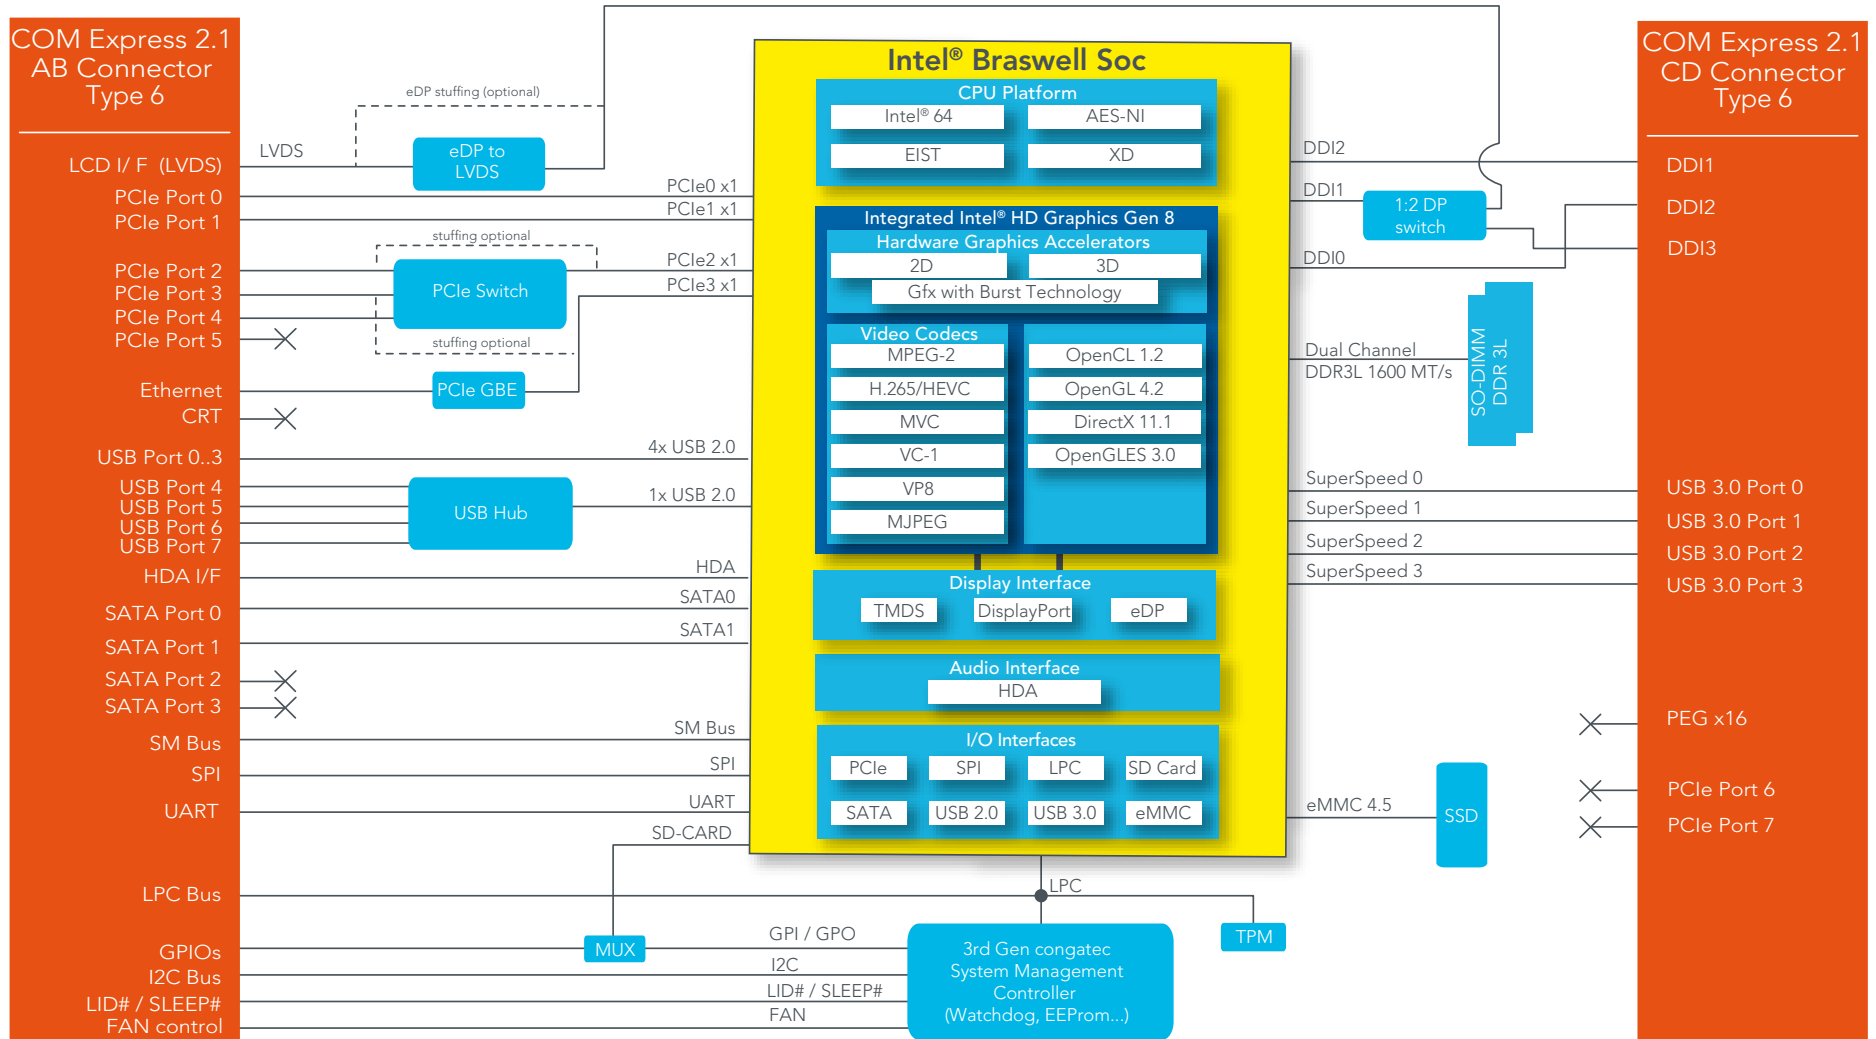 COM Express 2.1
AB Connector
Type 6
LCD I/ F  (LVDS)
PCIe Port 0
PCIe Port 1
PCIe Port 2
PCIe Port 3
PCIe Port 4
PCIe Port 5
Ethernet
CRT
USB Port 0..3
USB Port 4
USB Port 5
USB Port 6
USB Port 7
HDA I/F
SATA Port 0
SATA Port 1
SATA Port 2
SATA Port 3
SM Bus
SPI
UART
LPC Bus
GPIOs
I2C Bus
LID# / SLEEP#
FAN control
eDP stuffing (optional)
LVDS
eDP to
LVDS
PCIe0 x1
PCIe1 x1
stuffing optional
PCIe2 x1
PCIe Switch
PCIe3 x1
stuffing optional
PCIe GBE
4x USB 2.0
1x USB 2.0
USB Hub
HDA
SATA0
SATA1
SM Bus
SPI
UART
SD-CARD
MUX
GPI / GPO
I2C
LID# / SLEEP#
FAN
Intel® Braswell Soc
CPU Platform
Intel® 64
AES-NI
EIST
XD
Integrated Intel® HD Graphics Gen 8
Hardware Graphics Accelerators
2D
3D
Gfx with Burst Technology
Video Codecs
MPEG-2
H.265/HEVC
MVC
VC-1
VP8
MJPEG
OpenCL 1.2
OpenGL 4.2
DirectX 11.1
OpenGLES 3.0
Display Interface
TMDS
DisplayPort
eDP
Audio Interface
HDA
I/O Interfaces
PCIe
SPI
LPC
SD Card
SATA
USB 2.0
USB 3.0
eMMC
LPC
3rd Gen congatec
System Management
Controller
(Watchdog, EEProm...)
TPM
DDI2
DDI1
1:2 DP
switch
DDI0
Dual Channel
DDR3L 1600 MT/s
SO-DIMM
DDR 3L
SuperSpeed 0
SuperSpeed 1
SuperSpeed 2
SuperSpeed 3
eMMC 4.5
SSD
COM Express 2.1
CD Connector
Type 6
DDI1
DDI2
DDI3
USB 3.0 Port 0
USB 3.0 Port 1
USB 3.0 Port 2
USB 3.0 Port 3
PEG x16
PCIe Port 6
PCIe Port 7